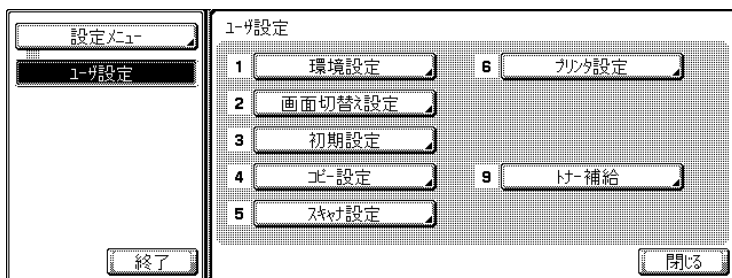 設定メニュー
ユーザ設定
終了
ユーザ設定
1 環境設定
2 画面切替え設定
3 初期設定
4 コピー設定
5 スキャナ設定
6 プリンタ設定
9 トナー補給
閉じる